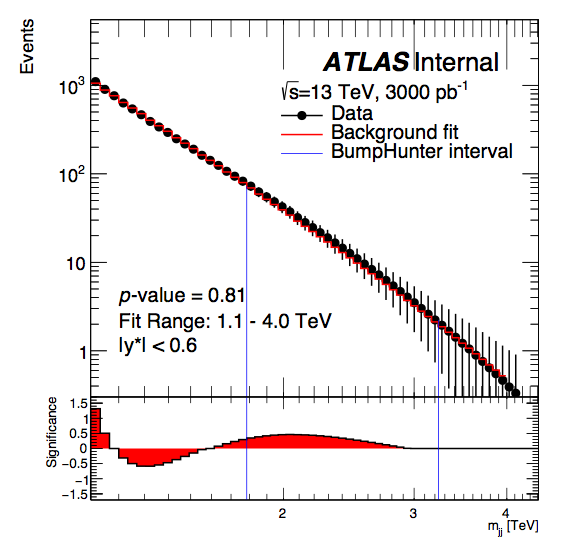 Events
ATLAS Internal
√s=13 TeV, 3000 pb⁻¹
Data
Background fit
BumpHunter interval
10³
10²
10
1
p-value = 0.81
Fit Range: 1.1 - 4.0 TeV
|y*| < 0.6
Significance
1.5
1
0.5
0
−0.5
−1
−1.5
2
3
4
m_jj [TeV]